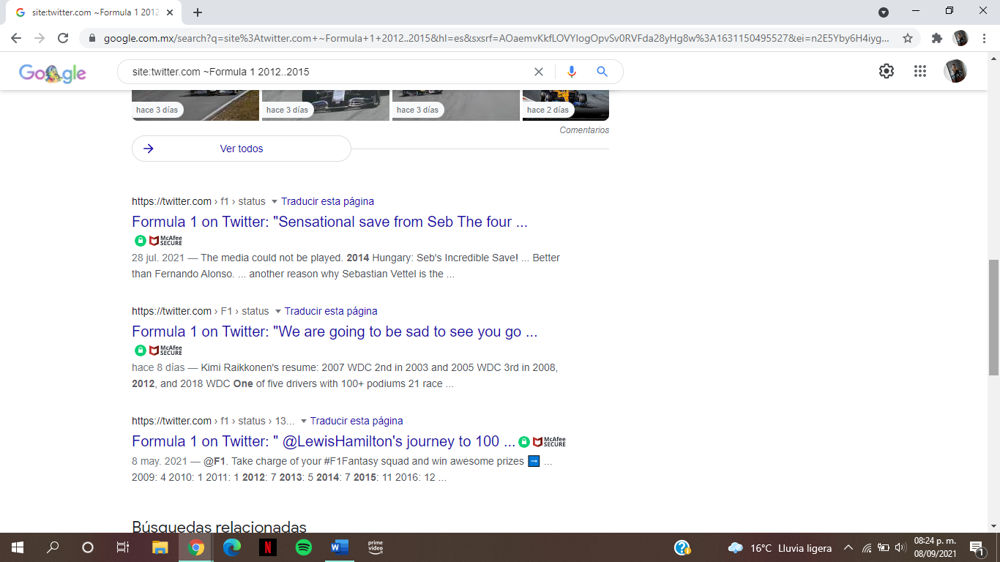 site:twitter.com ~Formula 1 2012
google.com.mx/search?q=site%3Atwitter.com+~Formula+1+2012..2015&hl=es&sxsrf=AOaemvKkfLOVYIogOpvSv0RVFda28yHg8w%3A1631150495527&ei=n2E5Yby6H4iyg...
Google
site:twitter.com ~Formula 1 2012..2015
hace 3 días
hace 3 días
hace 3 días
hace 2 días
Comentarios
Ver todos
https://twitter.com › f1 › status Traducir esta página
Formula 1 on Twitter: "Sensational save from Seb The four ...
McAfee
SECURE
28 jul. 2021 — The media could not be played. 2014 Hungary: Seb's Incredible Save! ... Better
than Fernando Alonso. ... another reason why Sebastian Vettel is the ...
https://twitter.com › F1 › status Traducir esta página
Formula 1 on Twitter: "We are going to be sad to see you go ...
McAfee
SECURE
hace 8 días — Kimi Raikkonen's resume: 2007 WDC 2nd in 2003 and 2005 WDC 3rd in 2008,
2012, and 2018 WDC One of five drivers with 100+ podiums 21 race ...
https://twitter.com › f1 › status › 13... Traducir esta página
Formula 1 on Twitter: " @LewisHamilton's journey to 100 ...
McAfee
SECURE
8 may. 2021 — @F1. Take charge of your #F1Fantasy squad and win awesome prizes ➡ ...
2009: 4 2010: 1 2011: 1 2012: 7 2013: 5 2014: 7 2015: 11 2016: 12 ...
Búsquedas relacionadas
prime
video
16°C Lluvia ligera
08:24 p. m.
08/09/2021
1